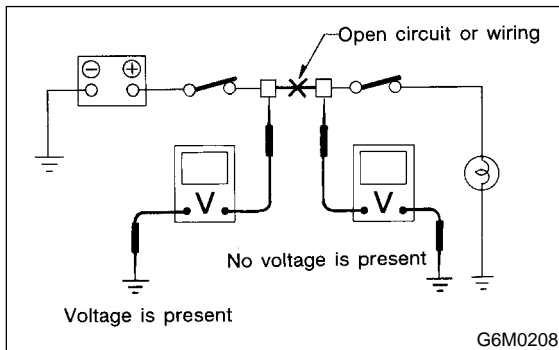 Open circuit or wiring
⊖ ⊕
V V
No voltage is present
Voltage is present
G6M0208